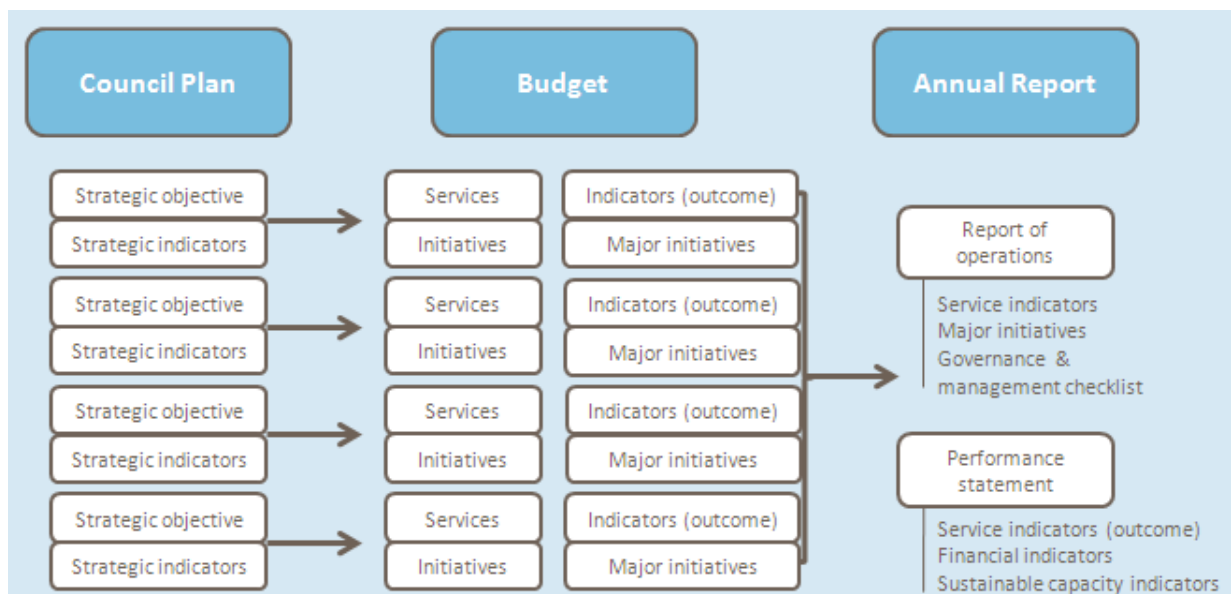 Council Plan
Budget
Annual Report
Strategic objective
Strategic indicators
Services
Initiatives
Indicators (outcome)
Major initiatives
Strategic objective
Strategic indicators
Services
Initiatives
Indicators (outcome)
Major initiatives
Strategic objective
Strategic indicators
Services
Initiatives
Indicators (outcome)
Major initiatives
Strategic objective
Strategic indicators
Services
Initiatives
Indicators (outcome)
Major initiatives
Report of
operations
Service indicators
Major initiatives
Governance &
management checklist
Performance
statement
Service indicators (outcome)
Financial indicators
Sustainable capacity indicators